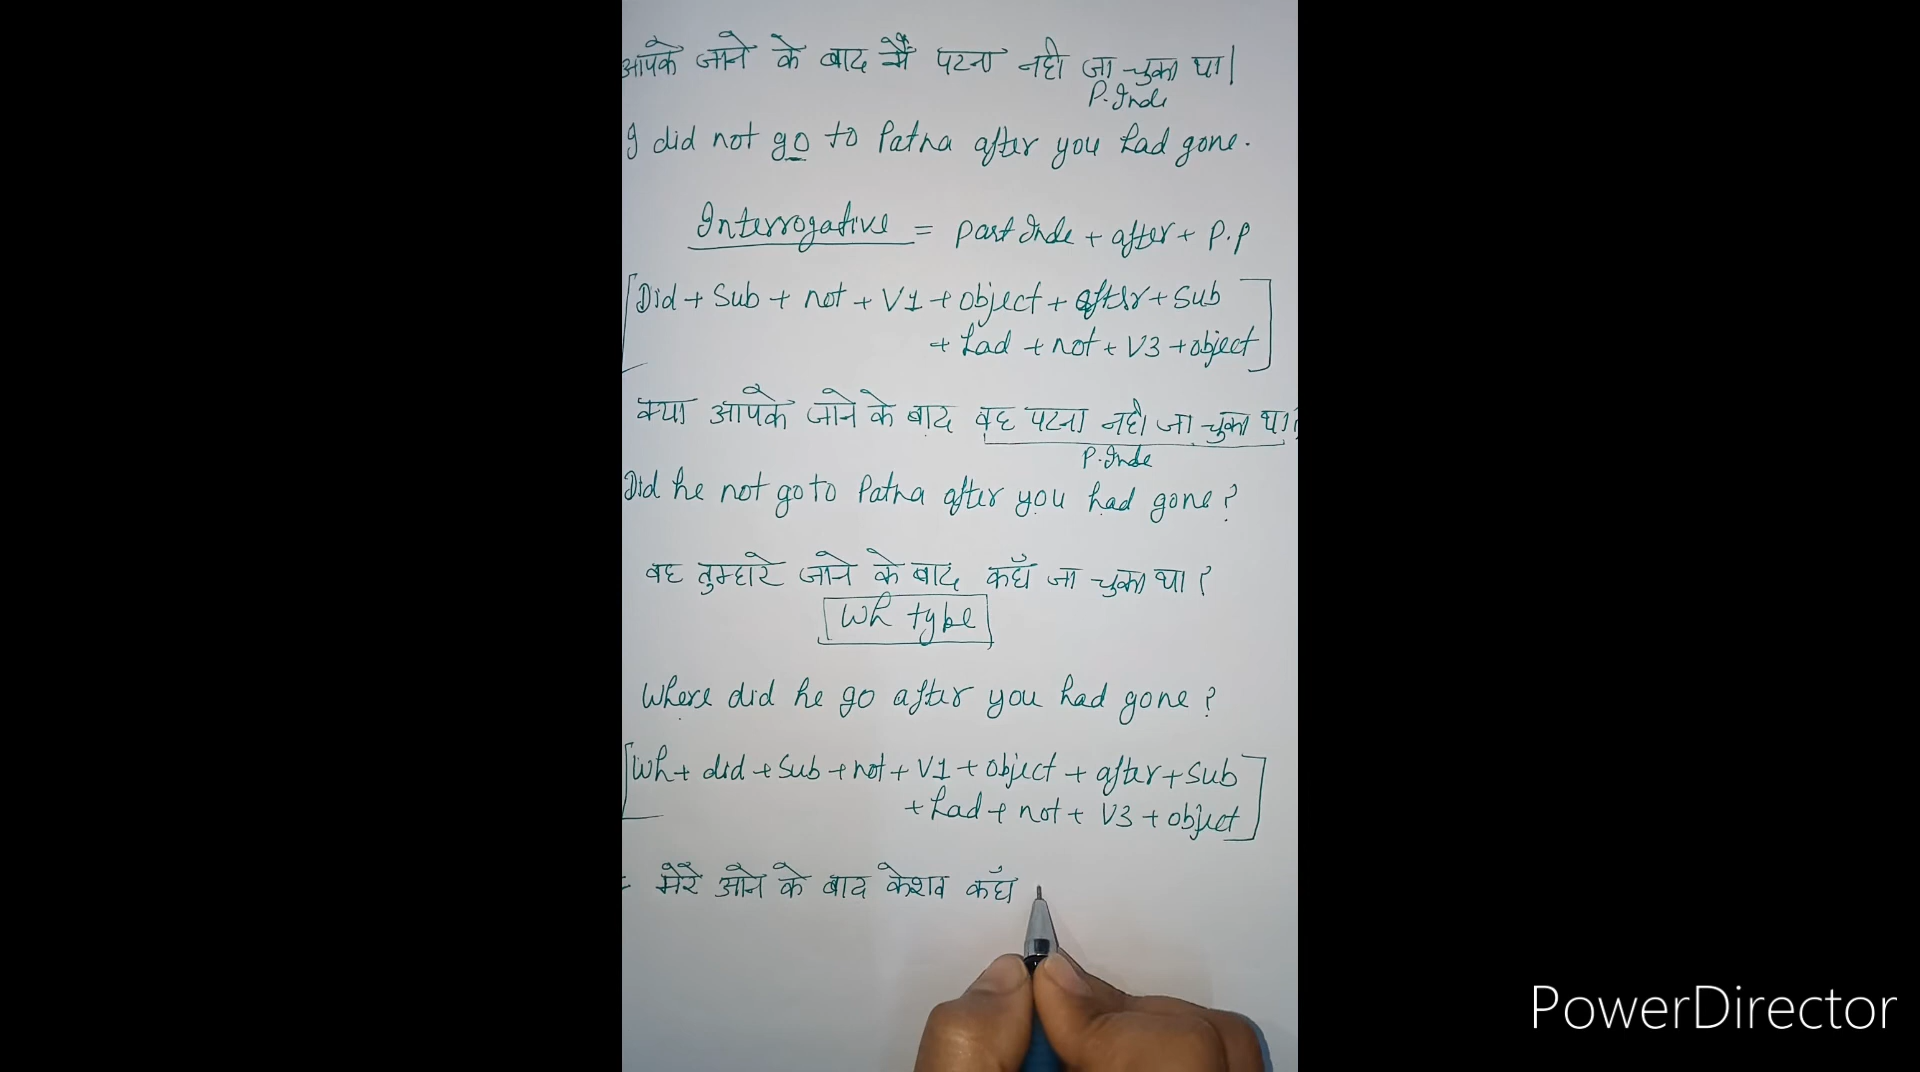 आपके जाने के बाद मैं पटना नही जा चुका था।
P. Inde
I did not go to Patna after you had gone.
Interrogative = Past Inde + after + P.P
[Did + Sub + not + V1 + object + after + Sub
+ had + not + V3 + object]
क्या आपके जाने के बाद वह पटना नही जा चुका था?
P. Inde
Did he not go to Patna after you had gone?
वह तुम्हारे जाने के बाद कहाँ जा चुका था?
Wh type
Where did he go after you had gone?
[Wh + did + Sub + not + V1 + object + after + Sub
+ had + not + V3 + object]
मेरे आने के बाद केशव कहाँ
PowerDirector